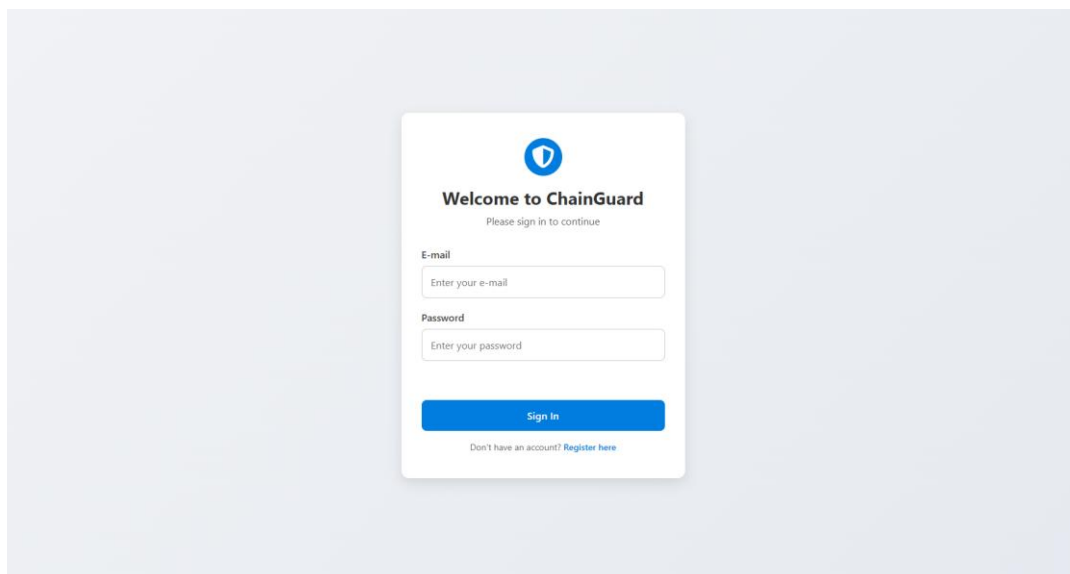 Welcome to ChainGuard
Please sign in to continue
E-mail
Enter your e-mail
Password
Enter your password
Sign In
Don't have an account? Register here